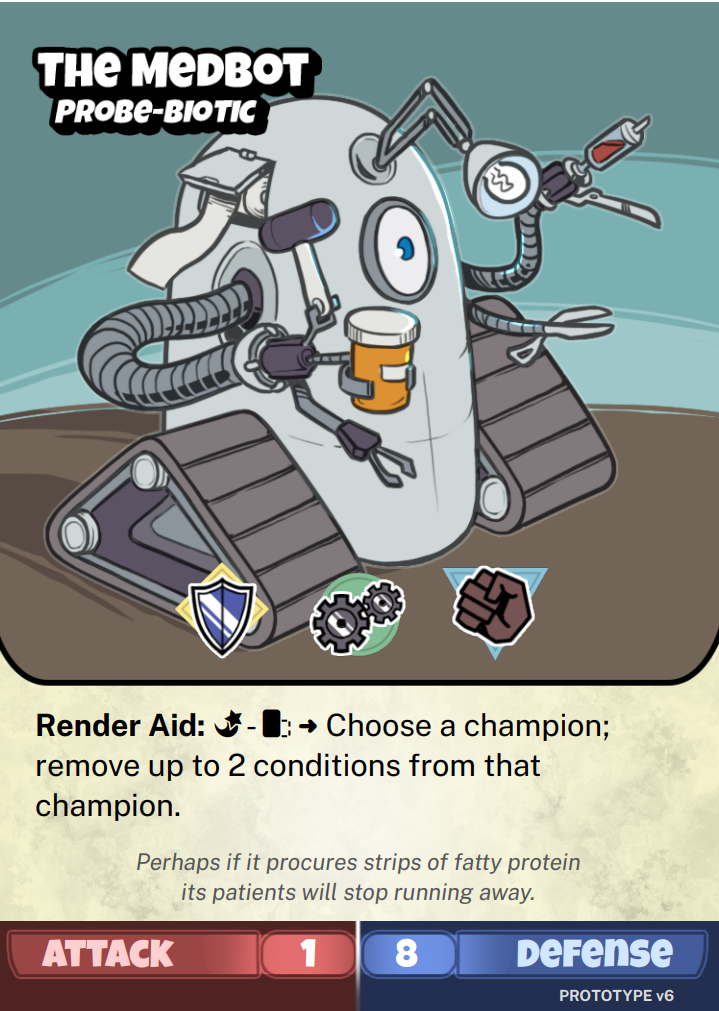 THE MEDBOT
PROBE-BIOTIC
Render Aid: - ➜ Choose a champion;
remove up to 2 conditions from that
champion.
Perhaps if it procures strips of fatty protein
its patients will stop running away.
ATTACK 1 8 DEFENSE
PROTOTYPE v6